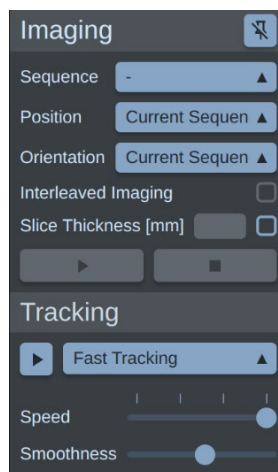 Imaging
Sequence -
Position Current Sequen
Orientation Current Sequen
Interleaved Imaging
Slice Thickness [mm]
Tracking
Fast Tracking
Speed
Smoothness